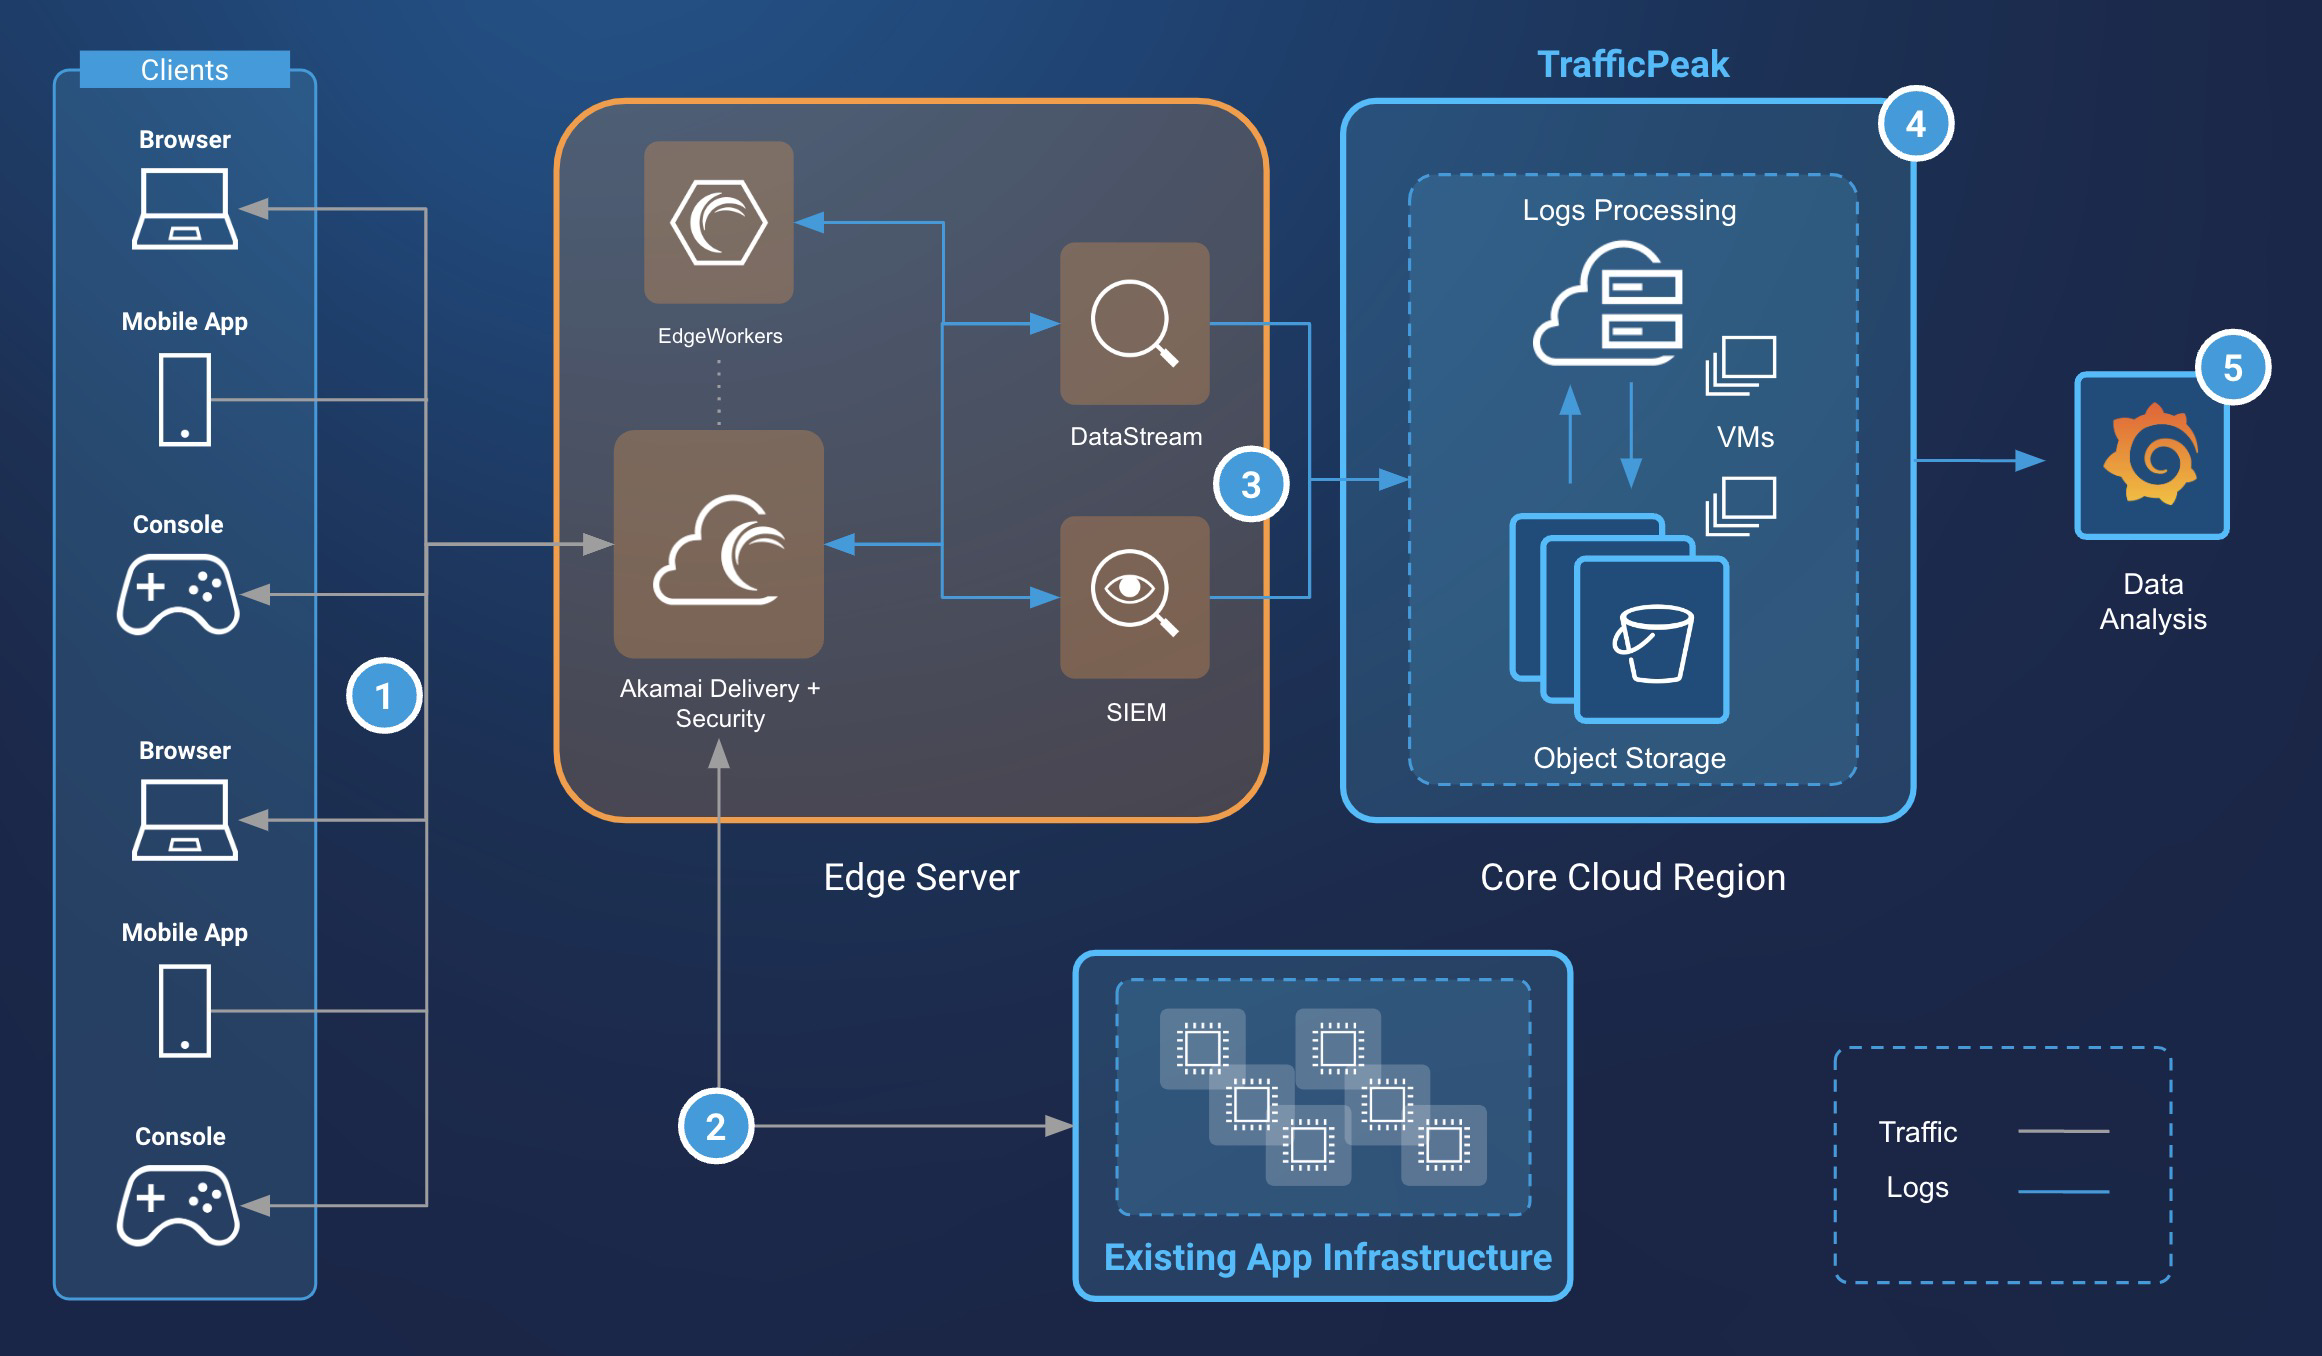 Clients
Browser
Mobile App
Console
1
Browser
Mobile App
Console
EdgeWorkers
Akamai Delivery +
Security
DataStream
SIEM
3
Edge Server
2
TrafficPeak
4
Logs Processing
VMs
Object Storage
Core Cloud Region
5
Data
Analysis
Existing App Infrastructure
Traffic
Logs